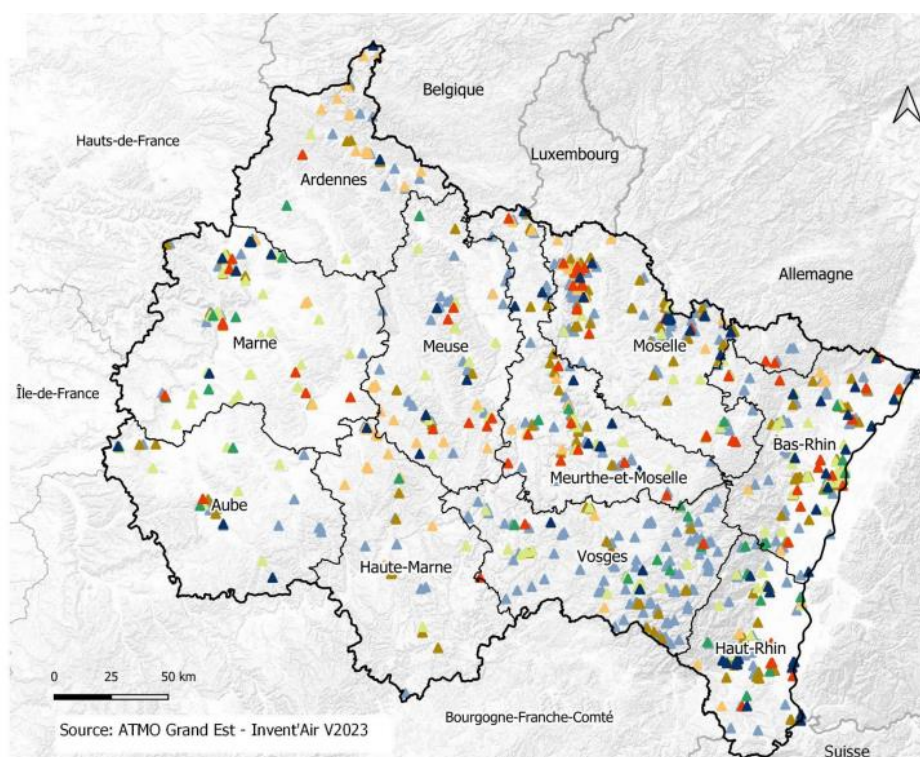 Belgique
Hauts-de-France
Luxembourg
Ardennes
Allemagne
Marne
Meuse
Moselle
Île-de-France
Bas-Rhin
Meurthe-et-Moselle
Aube
Vosges
Haute-Marne
Haut-Rhin
0 25 50 km
Bourgogne-Franche-Comté
Source: ATMO Grand Est - Invent'Air V2023
Suisse